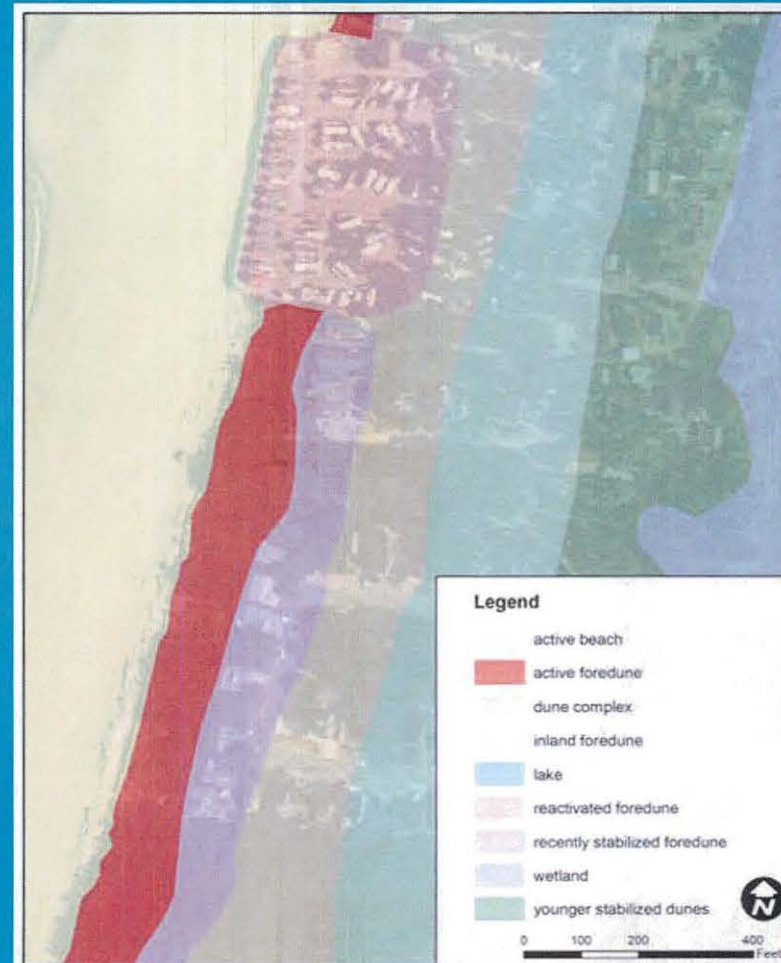 Legend
active beach
active foredune
dune complex
inland foredune
lake
reactivated foredune
recently stabilized foredune
wetland
younger stabilized dunes
N
0 100 200 400
Feet